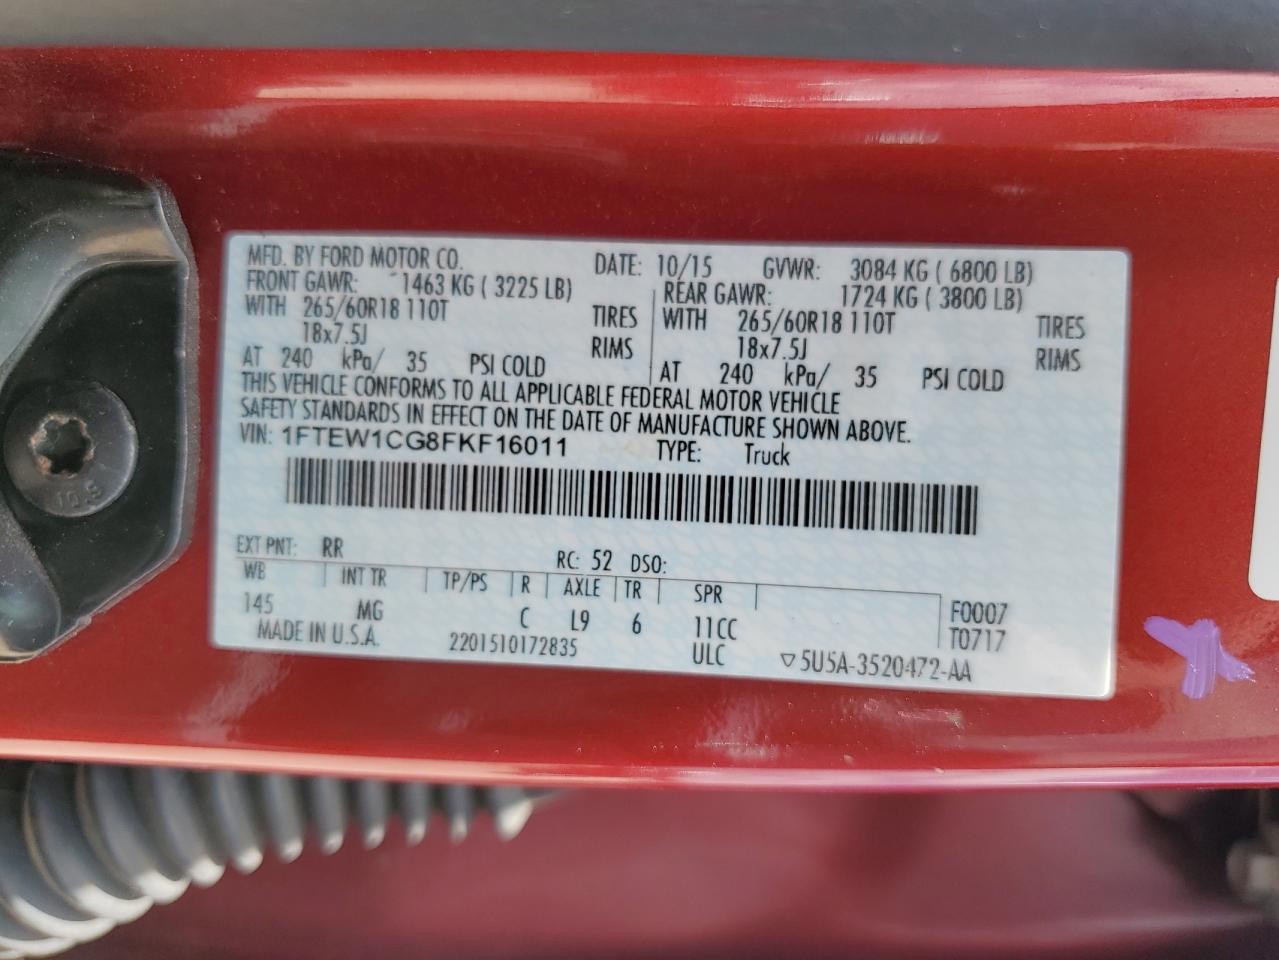 MFD. BY FORD MOTOR CO. DATE: 10/15 GVWR: 3084 KG ( 6800 LB)
FRONT GAWR: 1463 KG ( 3225 LB) REAR GAWR: 1724 KG ( 3800 LB)
WITH 265/60R18 110T TIRES WITH 265/60R18 110T TIRES
18x7.5J RIMS 18x7.5J RIMS
AT 240 kPa/ 35 PSI COLD AT 240 kPa/ 35 PSI COLD
THIS VEHICLE CONFORMS TO ALL APPLICABLE FEDERAL MOTOR VEHICLE
SAFETY STANDARDS IN EFFECT ON THE DATE OF MANUFACTURE SHOWN ABOVE.
VIN: 1FTEW1CG8FKF16011 TYPE: Truck
EXT PNT: RR RC: 52 DSO:
WB INT TR TP/PS R AXLE TR SPR
145 MG C L9 6 11CC F0007
MADE IN U.S.A. 2201510172835 ULC ▽5U5A-3520472-AA T0717
10.9